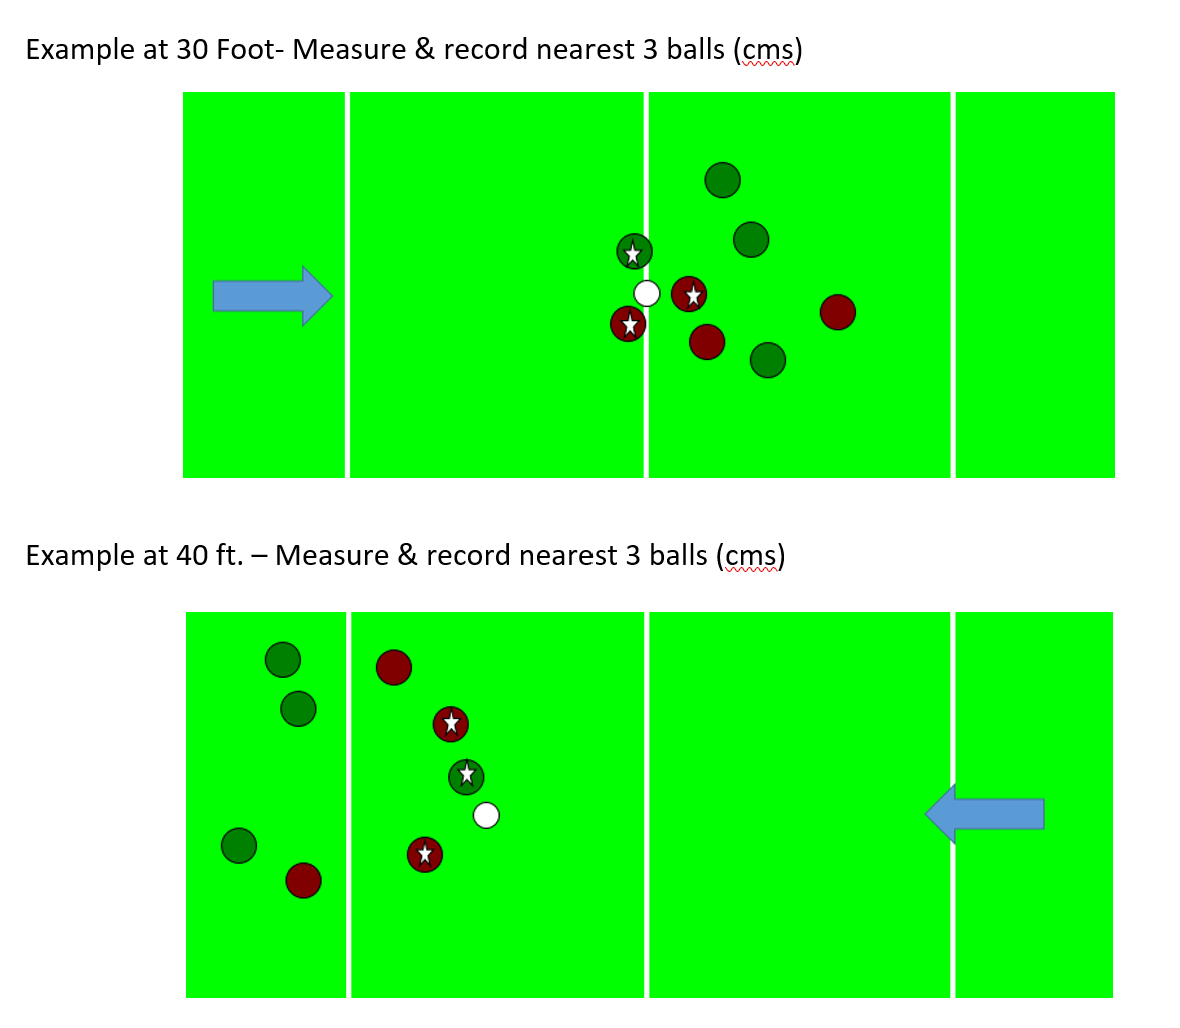 Example at 30 Foot- Measure & record nearest 3 balls (cms)
Example at 40 ft. – Measure & record nearest 3 balls (cms)